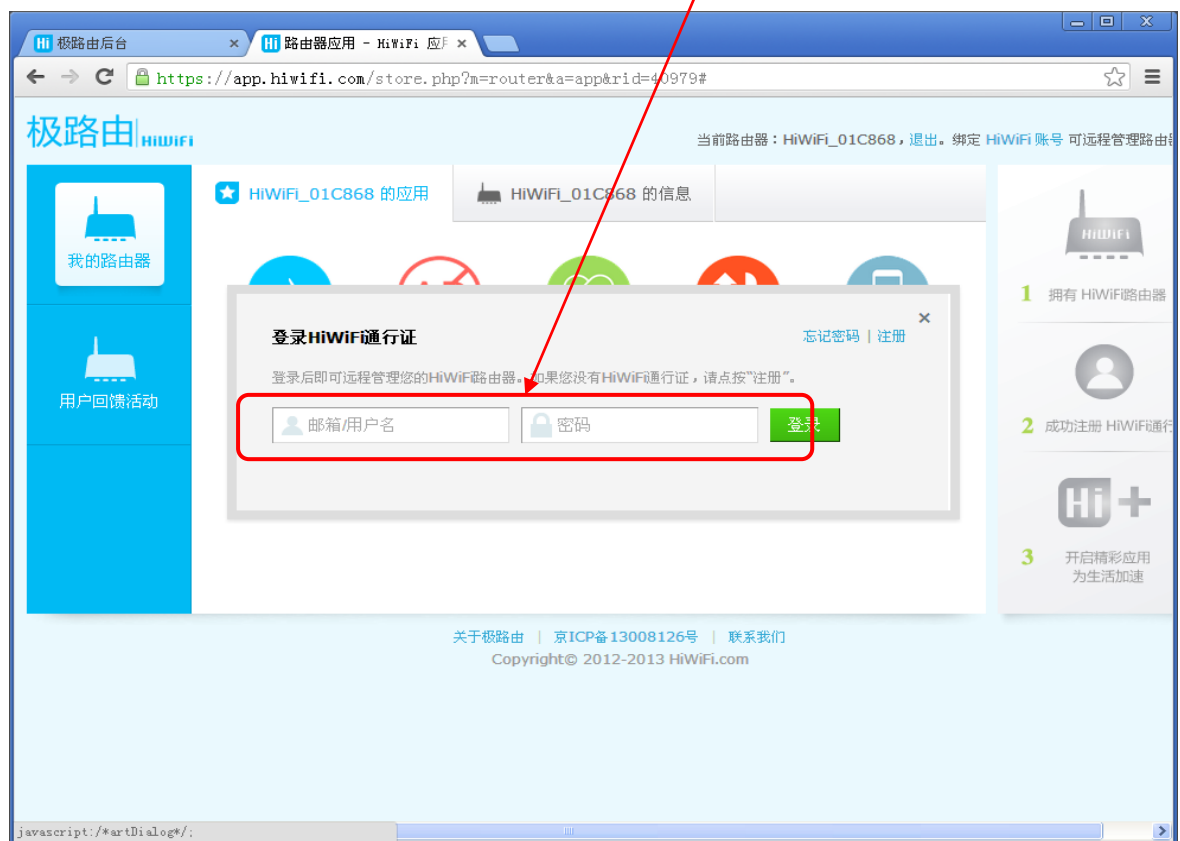 极路由后台
路由器应用 - HiWiFi 应
https://app.hiwifi.com/store.php?m=router&a=app&rid=40979#
极路由 HiWiFi
当前路由器：HiWiFi_01C868，退出。绑定 HiWiFi 账号 可远程管理路由
HiWiFi_01C868 的应用
HiWiFi_01C868 的信息
我的路由器
用户回馈活动
登录HiWiFi通行证
忘记密码 | 注册
登录后即可远程管理您的HiWiFi路由器。如果您没有HiWiFi通行证，请点按"注册"。
邮箱/用户名
密码
登录
HiWiFi
1 拥有 HiWiFi路由器
2 成功注册 HiWiFi通行
Hi+
3 开启精彩应用
为生活加速
关于极路由 | 京ICP备13008126号 | 联系我们
Copyright© 2012-2013 HiWiFi.com
javascript:/*artDialog*/;